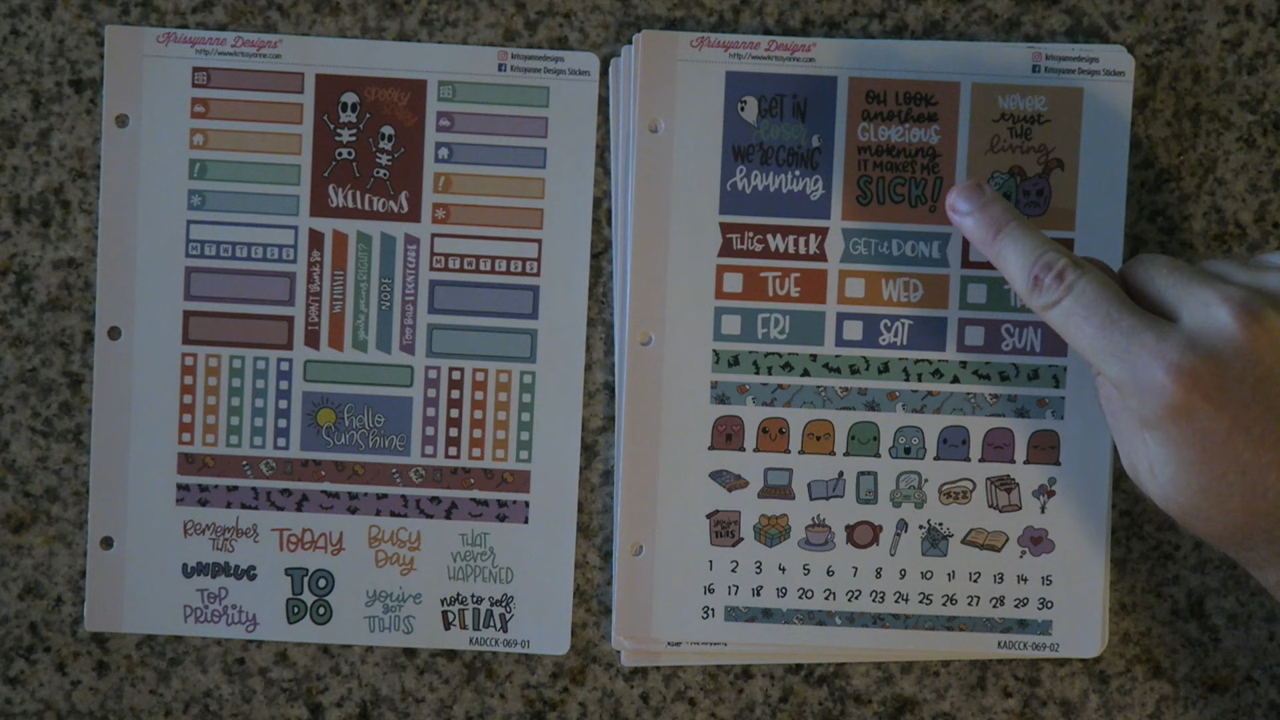 Krissyanne Designs
http://www.krissyanne.com
krissyannedesigns
Krissyanne Designs Stickers
SPOOKY
SKELETONS
M T W T F S S
M T W T F S S
I DON'T think so
you're joking RIGHT?
NOPE
TOO BAD I DON'T CARE
hello
Sunshine
Remember
THIS
TODAY
BUSY
DAY
THAT
never
HAPPENED
UNPLUG
TO
DO
TOP
PRIORITY
you've
GOT
THIS
note to self:
RELAX
KADCCK-069-01
Krissyanne Designs
http://www.krissyanne.com
krissyannedesigns
Krissyanne Designs Stickers
GET IN
loser
WE'RE GOING
haunting
OH LOOK
another
GLORIOUS
morning
IT MAKES ME
SICK!
NEVER
trust
THE
living
THIS WEEK
GET it DONE
TUE
WED
FRI
SAT
SUN
1 2 3 4 5 6 7 8 9 10 11 12 13 14 15
16 17 18 19 20 21 22 23 24 25 26 27 28 29 30
31
KADCCK-069-02